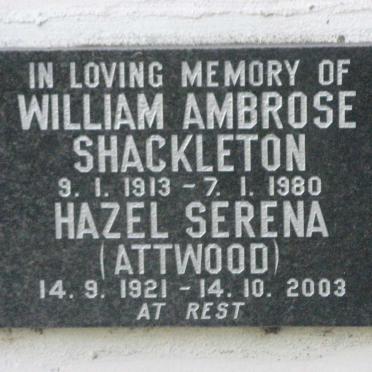 IN LOVING MEMORY OF
WILLIAM AMBROSE
SHACKLETON
9. 1. 1913 - 7. 1. 1980
HAZEL SERENA
(ATTWOOD)
14. 9. 1921 - 14. 10. 2003
AT REST